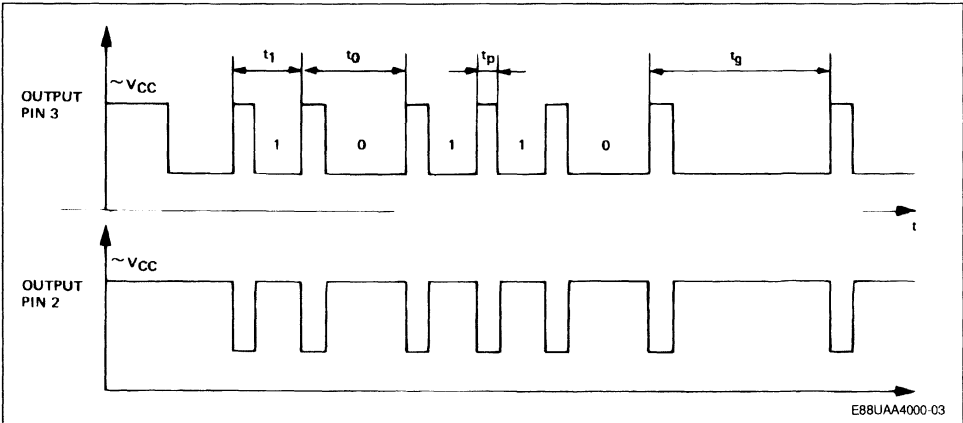 t1 t0 tp tg
~VCC
OUTPUT
PIN 3
1 0 1 1 0
t
~VCC
OUTPUT
PIN 2
E88UAA4000-03